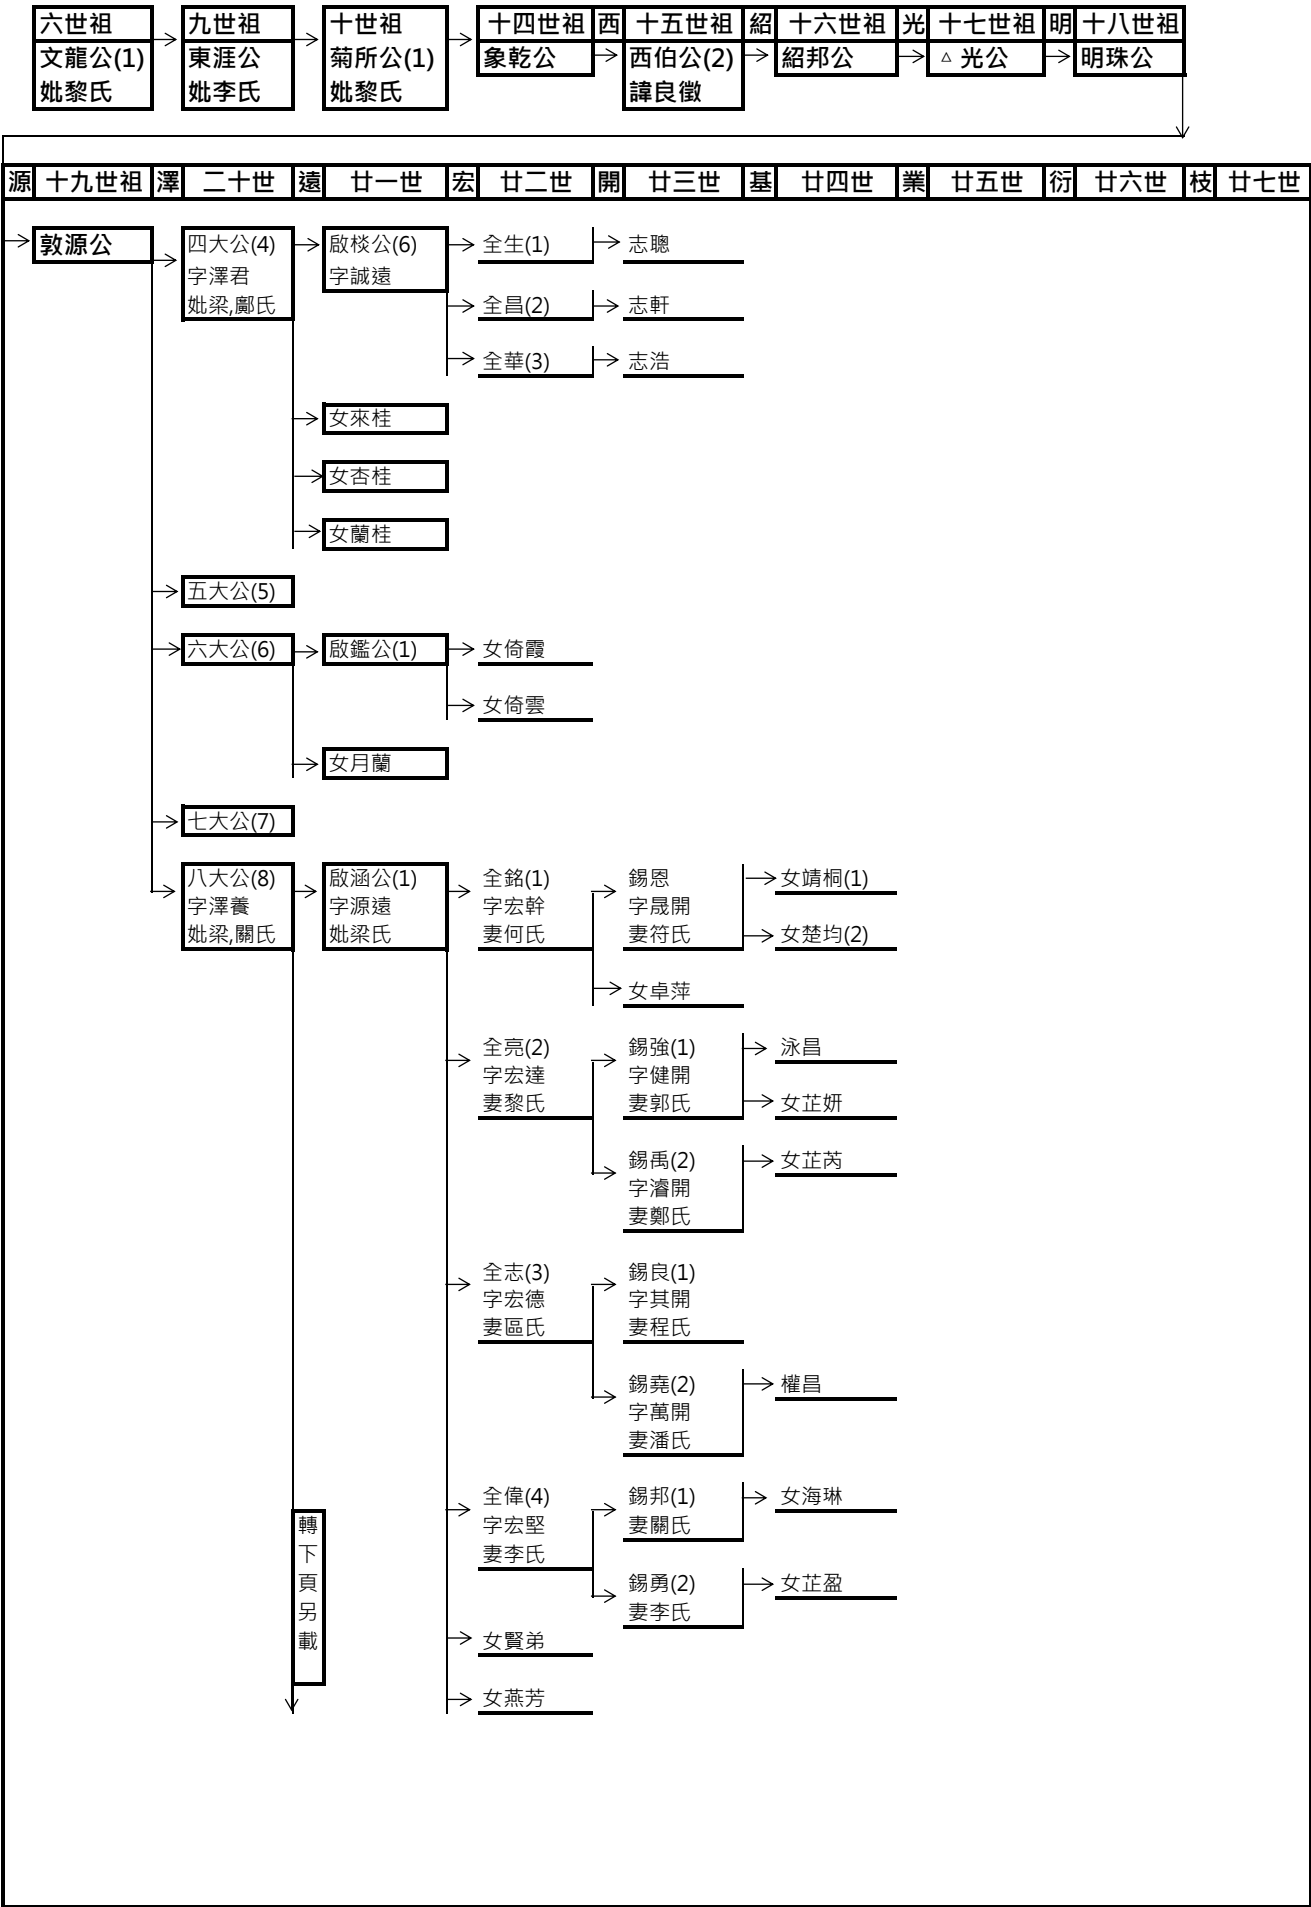 六世祖 九世祖 十世祖 十四世祖 西 十五世祖 紹 十六世祖 光 十七世祖 明 十八世祖
文龍公(1) 東涯公 菊所公(1) 象乾公 西伯公(2) 紹邦公 △ 光公 明珠公
妣黎氏 妣李氏 妣黎氏 諱良徵
源 十九世祖 澤 二十世 遠 廿一世 宏 廿二世 開 廿三世 基 廿四世 業 廿五世 衍 廿六世 枝 廿七世
敦源公 四大公(4) 啟棪公(6) 全生(1) 志聰
字澤君 字誠遠
妣梁,鄺氏 全昌(2) 志軒
全華(3) 志浩
女來桂
女杏桂
女蘭桂
五大公(5)
六大公(6) 啟鑑公(1) 女倚霞
女倚雲
女月蘭
七大公(7)
八大公(8) 啟涵公(1) 全銘(1) 錫恩 女靖桐(1)
字澤養 字源遠 字宏幹 字晟開
妣梁,關氏 妣梁氏 妻何氏 妻符氏 女楚均(2)
女卓萍
全亮(2) 錫強(1) 泳昌
字宏達 字健開
妻黎氏 妻郭氏 女芷妍
錫禹(2) 女芷芮
字濬開
妻鄭氏
全志(3) 錫良(1)
字宏德 字其開
妻區氏 妻程氏
錫堯(2) 權昌
字萬開
妻潘氏
全偉(4) 錫邦(1) 女海琳
字宏堅 妻關氏
妻李氏
錫勇(2) 女芷盈
妻李氏
轉下頁另載
女賢弟
女燕芳